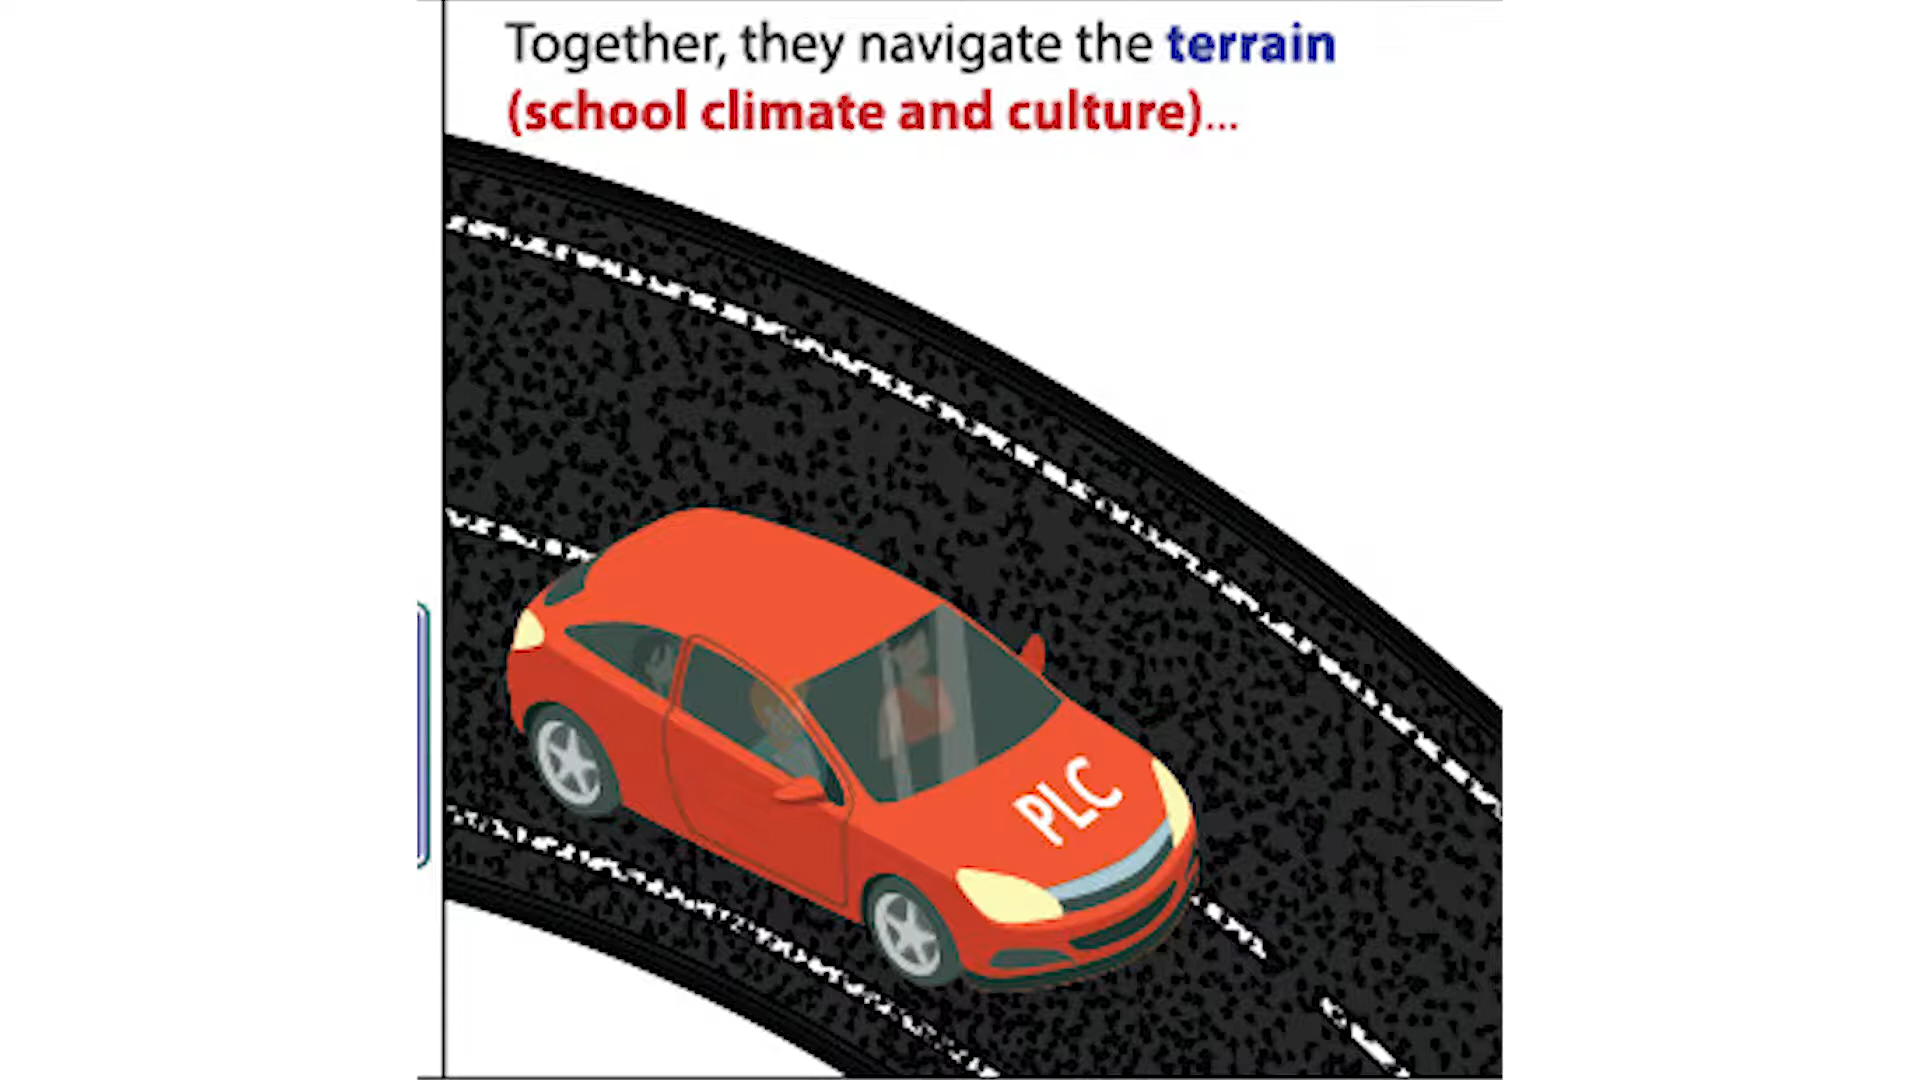 Together, they navigate the terrain
(school climate and culture)...
PLC